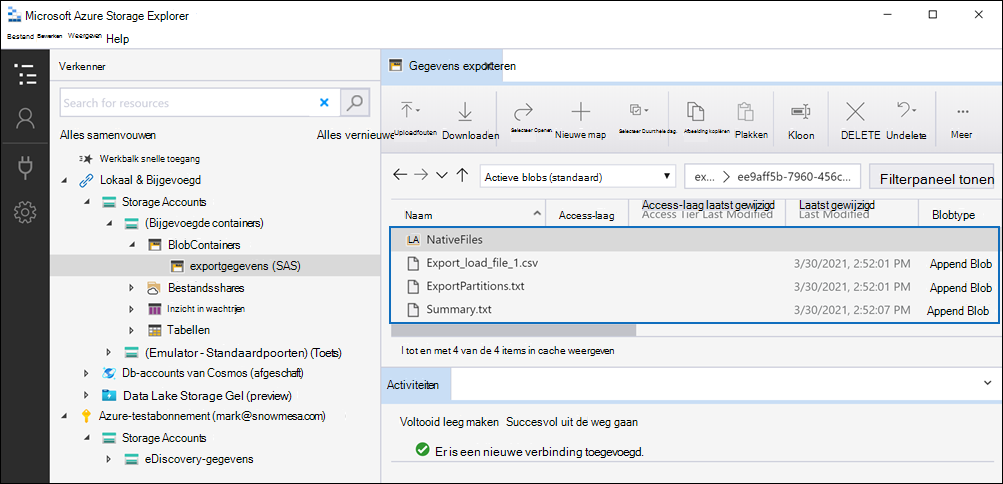 Microsoft Azure Storage Explorer
Bestand Bewerken Weergeven Help
Verkenner
Search for resources
Alles samenvouwen Alles vernieuwe
Werkbalk snelle toegang
Lokaal & Bijgevoegd
Storage Accounts
(Bijgevoegde containers)
BlobContainers
exportgegevens (SAS)
Bestandsshares
Inzicht in wachtrijen
Tabellen
(Emulator - Standaardpoorten) (Toets)
Db-accounts van Cosmos (afgeschaft)
Data Lake Storage Gel (preview)
Azure-testabonnement (mark@snowmesa.com)
Storage Accounts
eDiscovery-gegevens
Gegevens exporteren
Uploadfouten Downloaden Selecteer Openen Nieuwe map Selecteer Duurthele dag. Afbeelding kopiëren Plakken Kloon DELETE Undelete Meer
Actieve blobs (standaard) ex... ee9aff5b-7960-456c... Filterpaneel tonen
Naam Access-laag Access-laag laatst gewijzigd Laatst gewijzigd Blobtype
Access Tier Last Modified Last Modified
LA NativeFiles
Export_load_file_1.csv 3/30/2021, 2:52:01 PM Append Blob
ExportPartitions.txt 3/30/2021, 2:52:01 PM Append Blob
Summary.txt 3/30/2021, 2:52:07 PM Append Blob
I tot en met 4 van de 4 items in cache weergeven
Activiteiten
Voltooid leeg maken Succesvol uit de weg gaan
Er is een nieuwe verbinding toegevoegd.